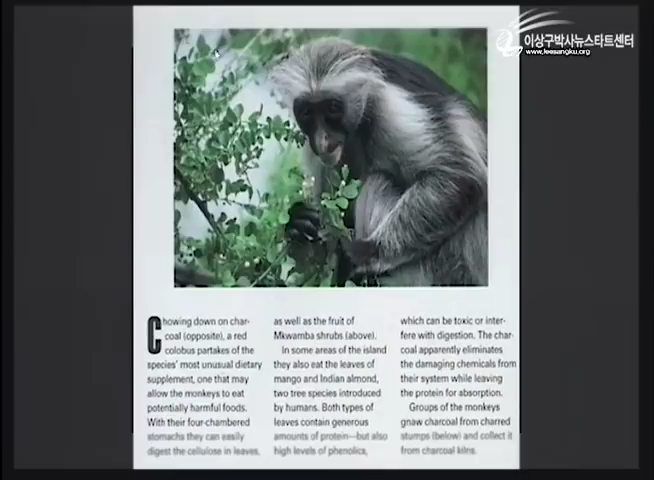 이상구박사뉴스타트센터
www.leesangku.org
Chowing down on char-
coal (opposite), a red
colobus partakes of the
species' most unusual dietary
supplement, one that may
allow the monkeys to eat
potentially harmful foods.
With their four-chambered
stomachs they can easily
digest the cellulose in leaves,
as well as the fruit of
Mkwamba shrubs (above).
In some areas of the island
they also eat the leaves of
mango and Indian almond,
two tree species introduced
by humans. Both types of
leaves contain generous
amounts of protein—but also
high levels of phenolics,
which can be toxic or inter-
fere with digestion. The char-
coal apparently eliminates
the damaging chemicals from
their system while leaving
the protein for absorption.
Groups of the monkeys
gnaw charcoal from charred
stumps (below) and collect it
from charcoal kilns.